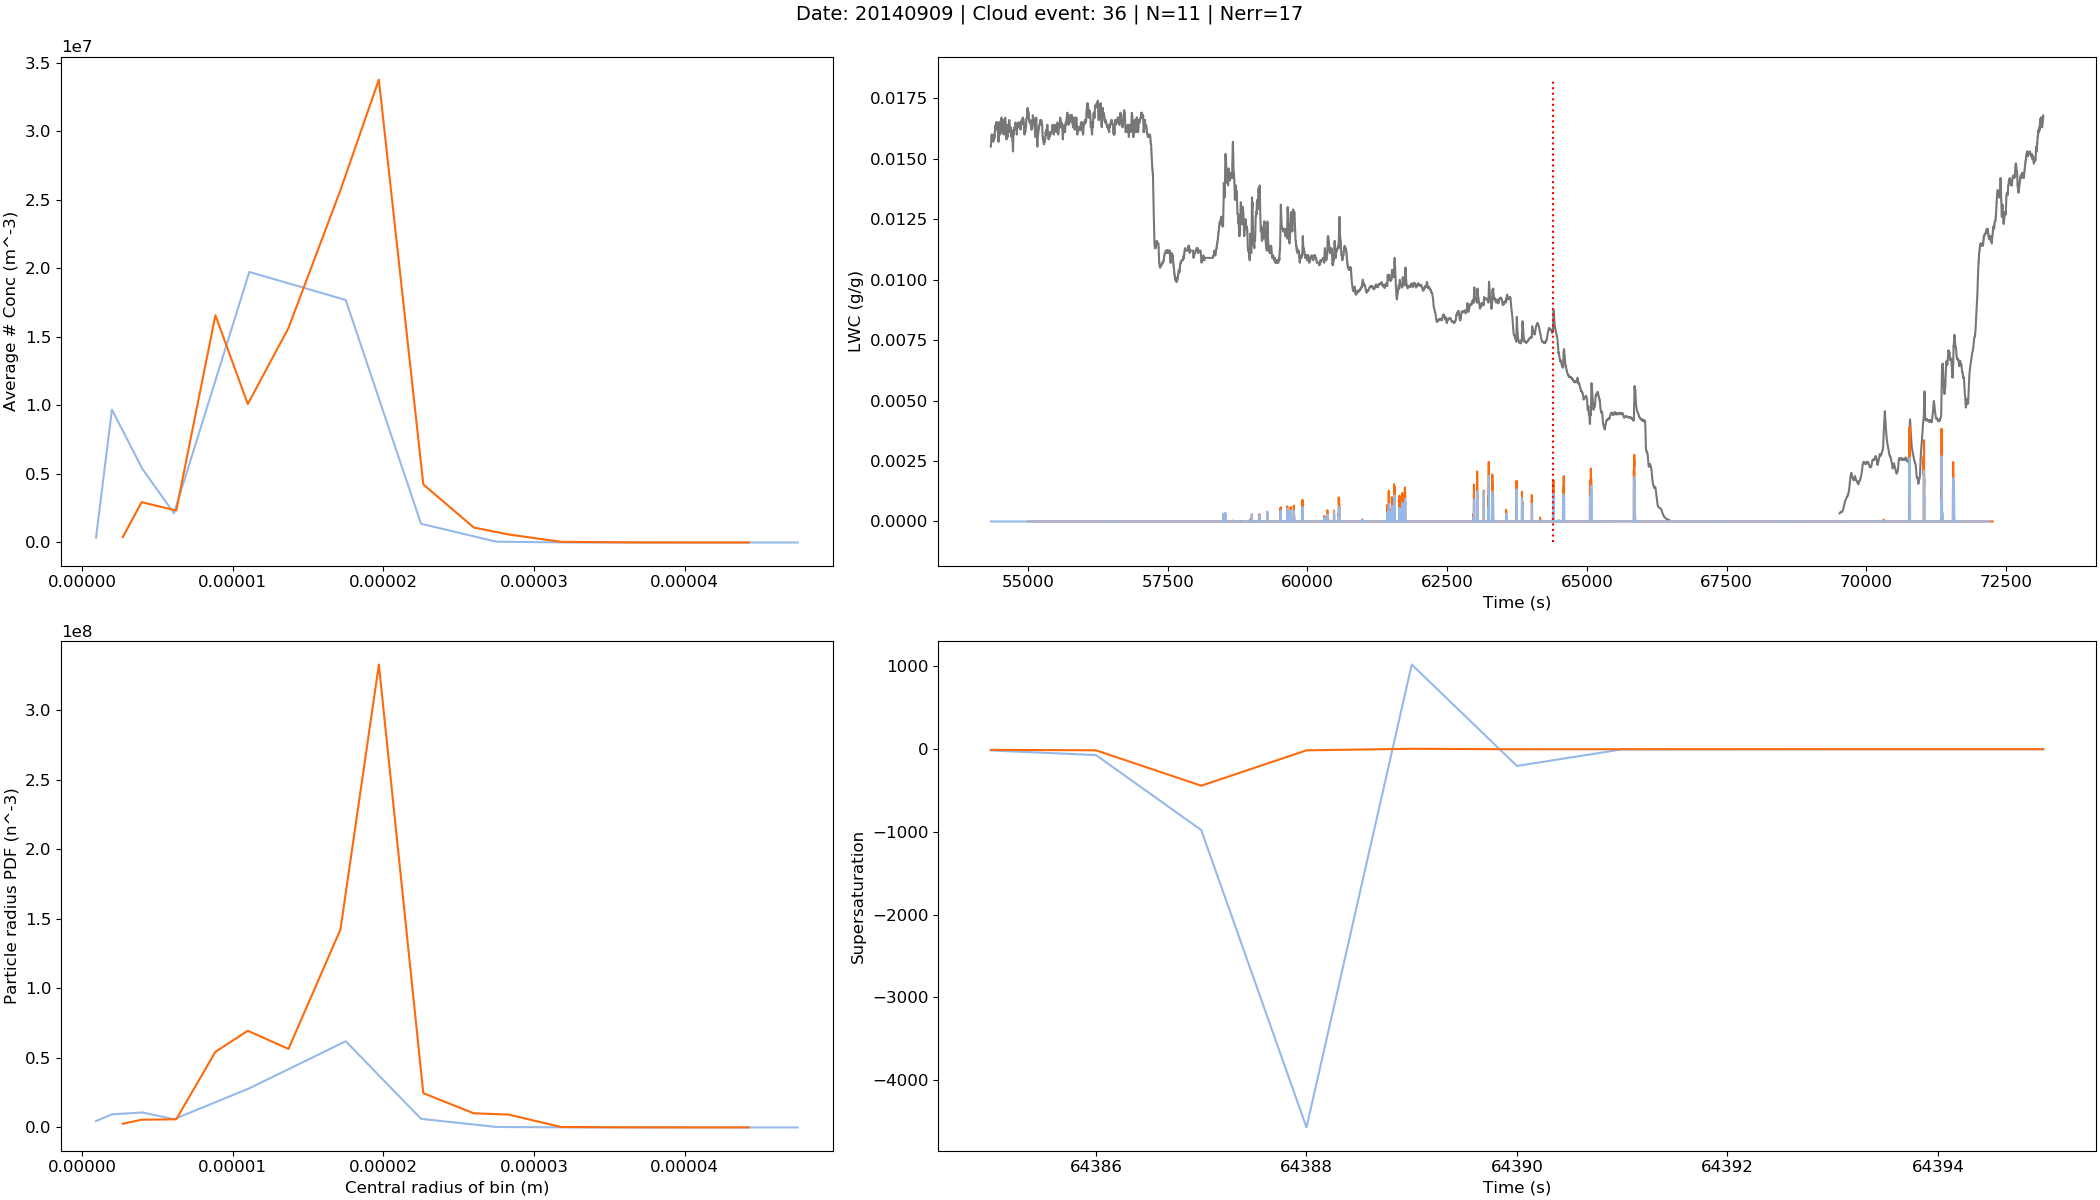 Date: 20140909 | Cloud event: 36 | N=11 | Nerr=17
1e7
3.5
3.0
2.5
2.0
1.5
1.0
0.5
0.0
Average # Conc (m^-3)
0.00000 0.00001 0.00002 0.00003 0.00004
0.0175
0.0150
0.0125
0.0100
0.0075
0.0050
0.0025
0.0000
LWC (g/g)
55000 57500 60000 62500 65000 67500 70000 72500
Time (s)
1e8
3.0
2.5
2.0
1.5
1.0
0.5
0.0
Particle radius PDF (n^-3)
0.00000 0.00001 0.00002 0.00003 0.00004
Central radius of bin (m)
1000
0
−1000
−2000
−3000
−4000
Supersaturation
64386 64388 64390 64392 64394
Time (s)